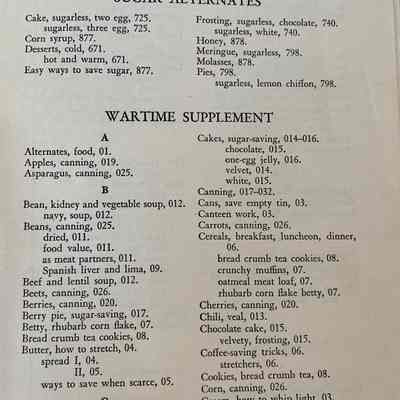 SUGAR ALTERNATES
Cake, sugarless, two egg, 725.
sugarless, three egg, 725.
Corn syrup, 877.
Desserts, cold, 671.
hot and warm, 671.
Easy ways to save sugar, 877.
Frosting, sugarless, chocolate, 740.
sugarless, white, 740.
Honey, 878.
Meringue, sugarless, 798.
Molasses, 878.
Pies, 798.
sugarless, lemon chiffon, 798.
WARTIME SUPPLEMENT
A
Alternates, food, 01.
Apples, canning, 019.
Asparagus, canning, 025.
B
Bean, kidney and vegetable soup, 012.
navy, soup, 012.
Beans, canning, 025.
dried, 011.
food value, 011.
as meat partners, 011.
Spanish liver and lima, 09.
Beef and lentil soup, 012.
Beets, canning, 026.
Berries, canning, 020.
Berry pie, sugar-saving, 017.
Betty, rhubarb corn flake, 07.
Bread crumb tea cookies, 08.
Butter, how to stretch, 04.
spread I, 04.
II, 05.
ways to save when scarce, 05.
Cakes, sugar-saving, 014–016.
chocolate, 015.
one-egg jelly, 016.
velvet, 014.
white, 015.
Canning, 017–032.
Cans, save empty tin, 03.
Canteen work, 03.
Carrots, canning, 026.
Cereals, breakfast, luncheon, dinner,
06.
bread crumb tea cookies, 08.
crunchy muffins, 07.
oatmeal meat loaf, 07.
rhubarb corn flake betty, 07.
Cherries, canning, 020.
Chili, veal, 013.
Chocolate cake, 015.
velvety, frosting, 015.
Coffee-saving tricks, 06.
stretchers, 06.
Cookies, bread crumb tea, 08.
Corn, canning, 026.
how to whip light, 03.